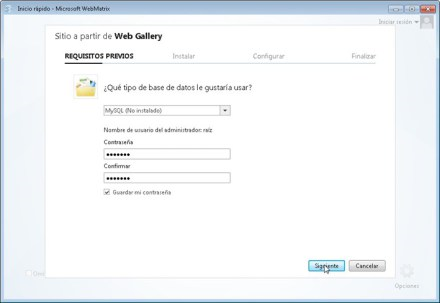 Inicio rápido - Microsoft WebMatrix
Iniciar sesión
Sitio a partir de Web Gallery
REQUISITOS PREVIOS Instalar Configurar Finalizar
¿Qué tipo de base de datos le gustaría usar?
MySQL (No instalado)
Nombre de usuario del administrador: raíz
Contraseña
Confirmar
Guardar mi contraseña
Siguiente Cancelar
Opciones